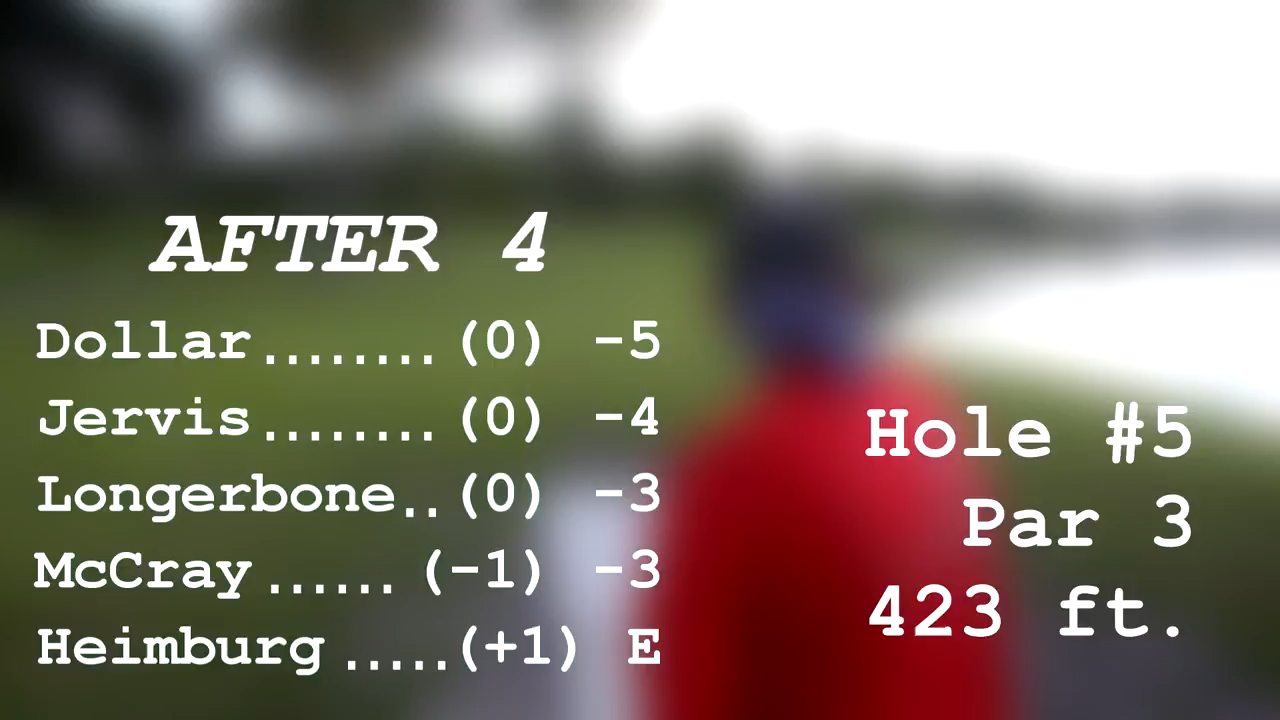 AFTER 4
Dollar........(0) -5
Jervis........(0) -4
Longerbone..(0) -3
McCray......(-1) -3
Heimburg .....(+1) E
Hole #5
Par 3
423 ft.